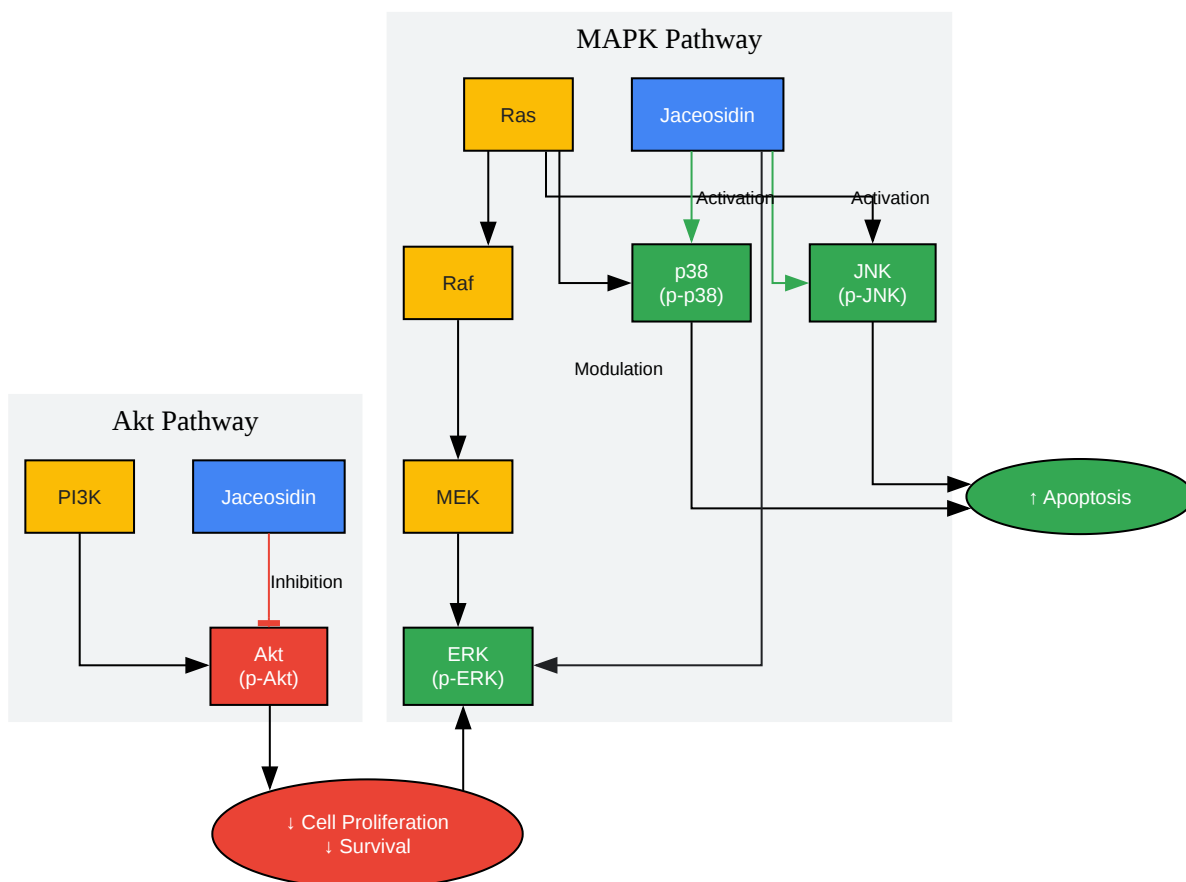 MAPK Pathway
Ras
Jaceosidin
Activation
Activation
Raf
p38
(p-p38)
JNK
(p-JNK)
Modulation
Akt Pathway
PI3K
Jaceosidin
MEK
↑ Apoptosis
Inhibition
Akt
(p-Akt)
ERK
(p-ERK)
↓ Cell Proliferation
↓ Survival